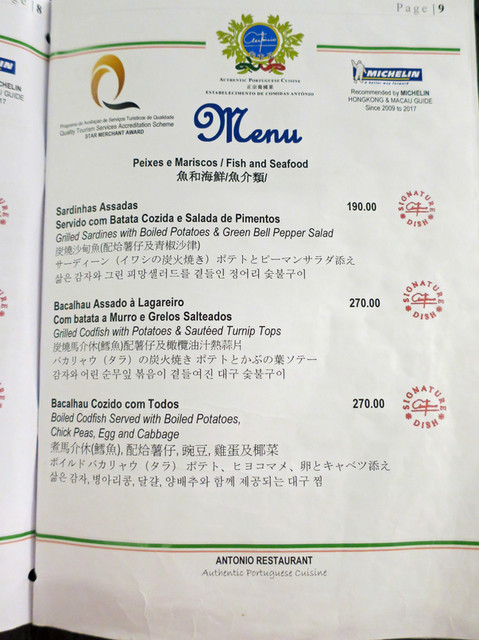 8
Page |9
António
AUTHENTIC PORTUGUESE CUISINE
正宗葡國菜
ESTABELECIMENTO DE COMIDAS ANTÓNIO
MICHELIN
A better way forward
Recommended by MICHELIN
HONGKONG & MACAU GUIDE
Since 2009 to 2017
Programa de Avaliação de Serviços Turísticos de Qualidade
Quality Tourism Services Accreditation Scheme
STAR MERCHANT AWARD
Menu
Peixes e Mariscos / Fish and Seafood
魚和海鮮/魚介類/
Sardinhas Assadas 190.00
Servido com Batata Cozida e Salada de Pimentos
Grilled Sardines with Boiled Potatoes & Green Bell Pepper Salad
炭燒沙甸魚(配焓薯仔及青椒沙律)
サーディーン（イワシの炭火焼き）ポテトとピーマンサラダ添え
삶은 감자와 그린 피망샐러드를 곁들인 정어리 숯불구이
SIGNATURE DISH
Bacalhau Assado à Lagareiro 270.00
Com batata a Murro e Grelos Salteados
Grilled Codfish with Potatoes & Sautéed Turnip Tops
炭燒馬介休(鱈魚)配薯仔及橄欖油汁熱蒜片
バカリャウ（タラ）の炭火焼き ポテトとかぶの葉ソテー
감자와 어린 순무잎 볶음이 곁들여진 대구 숯불구이
SIGNATURE DISH
Bacalhau Cozido com Todos 270.00
Boiled Codfish Served with Boiled Potatoes,
Chick Peas, Egg and Cabbage
煮馬介休(鱈魚), 配焓薯仔, 豌豆, 雞蛋及椰菜
ボイルドバカリャウ（タラ） ポテト、ヒヨコマメ、卵とキャベツ添え
삶은 감자, 병아리콩, 달걀, 양배추와 함께 제공되는 대구 찜
SIGNATURE DISH
ANTONIO RESTAURANT
Authentic Portuguese Cuisine